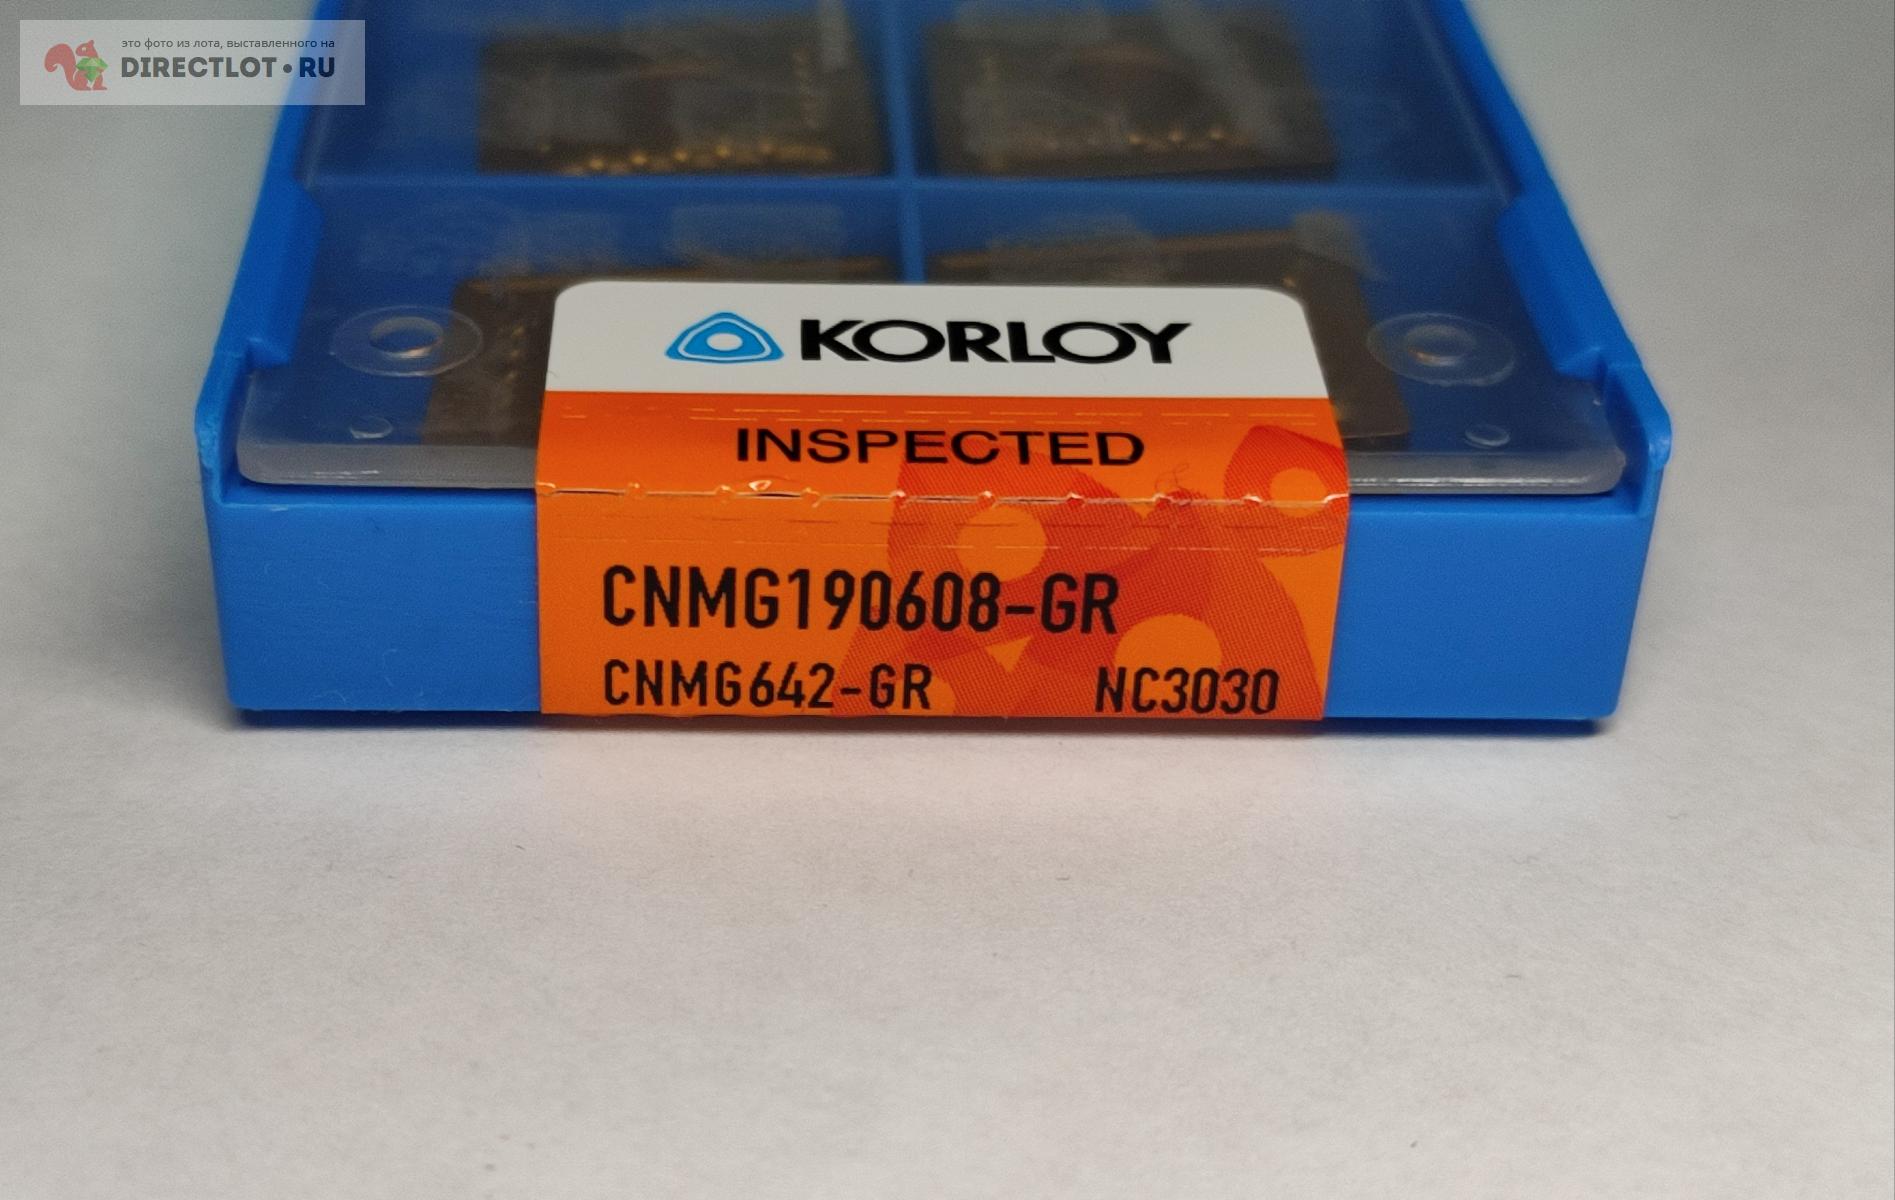 это фото из лота, выставленного на
DIRECTLOT•RU
KORLOY
INSPECTED
CNMG190608-GR
CNMG642-GR NC3030